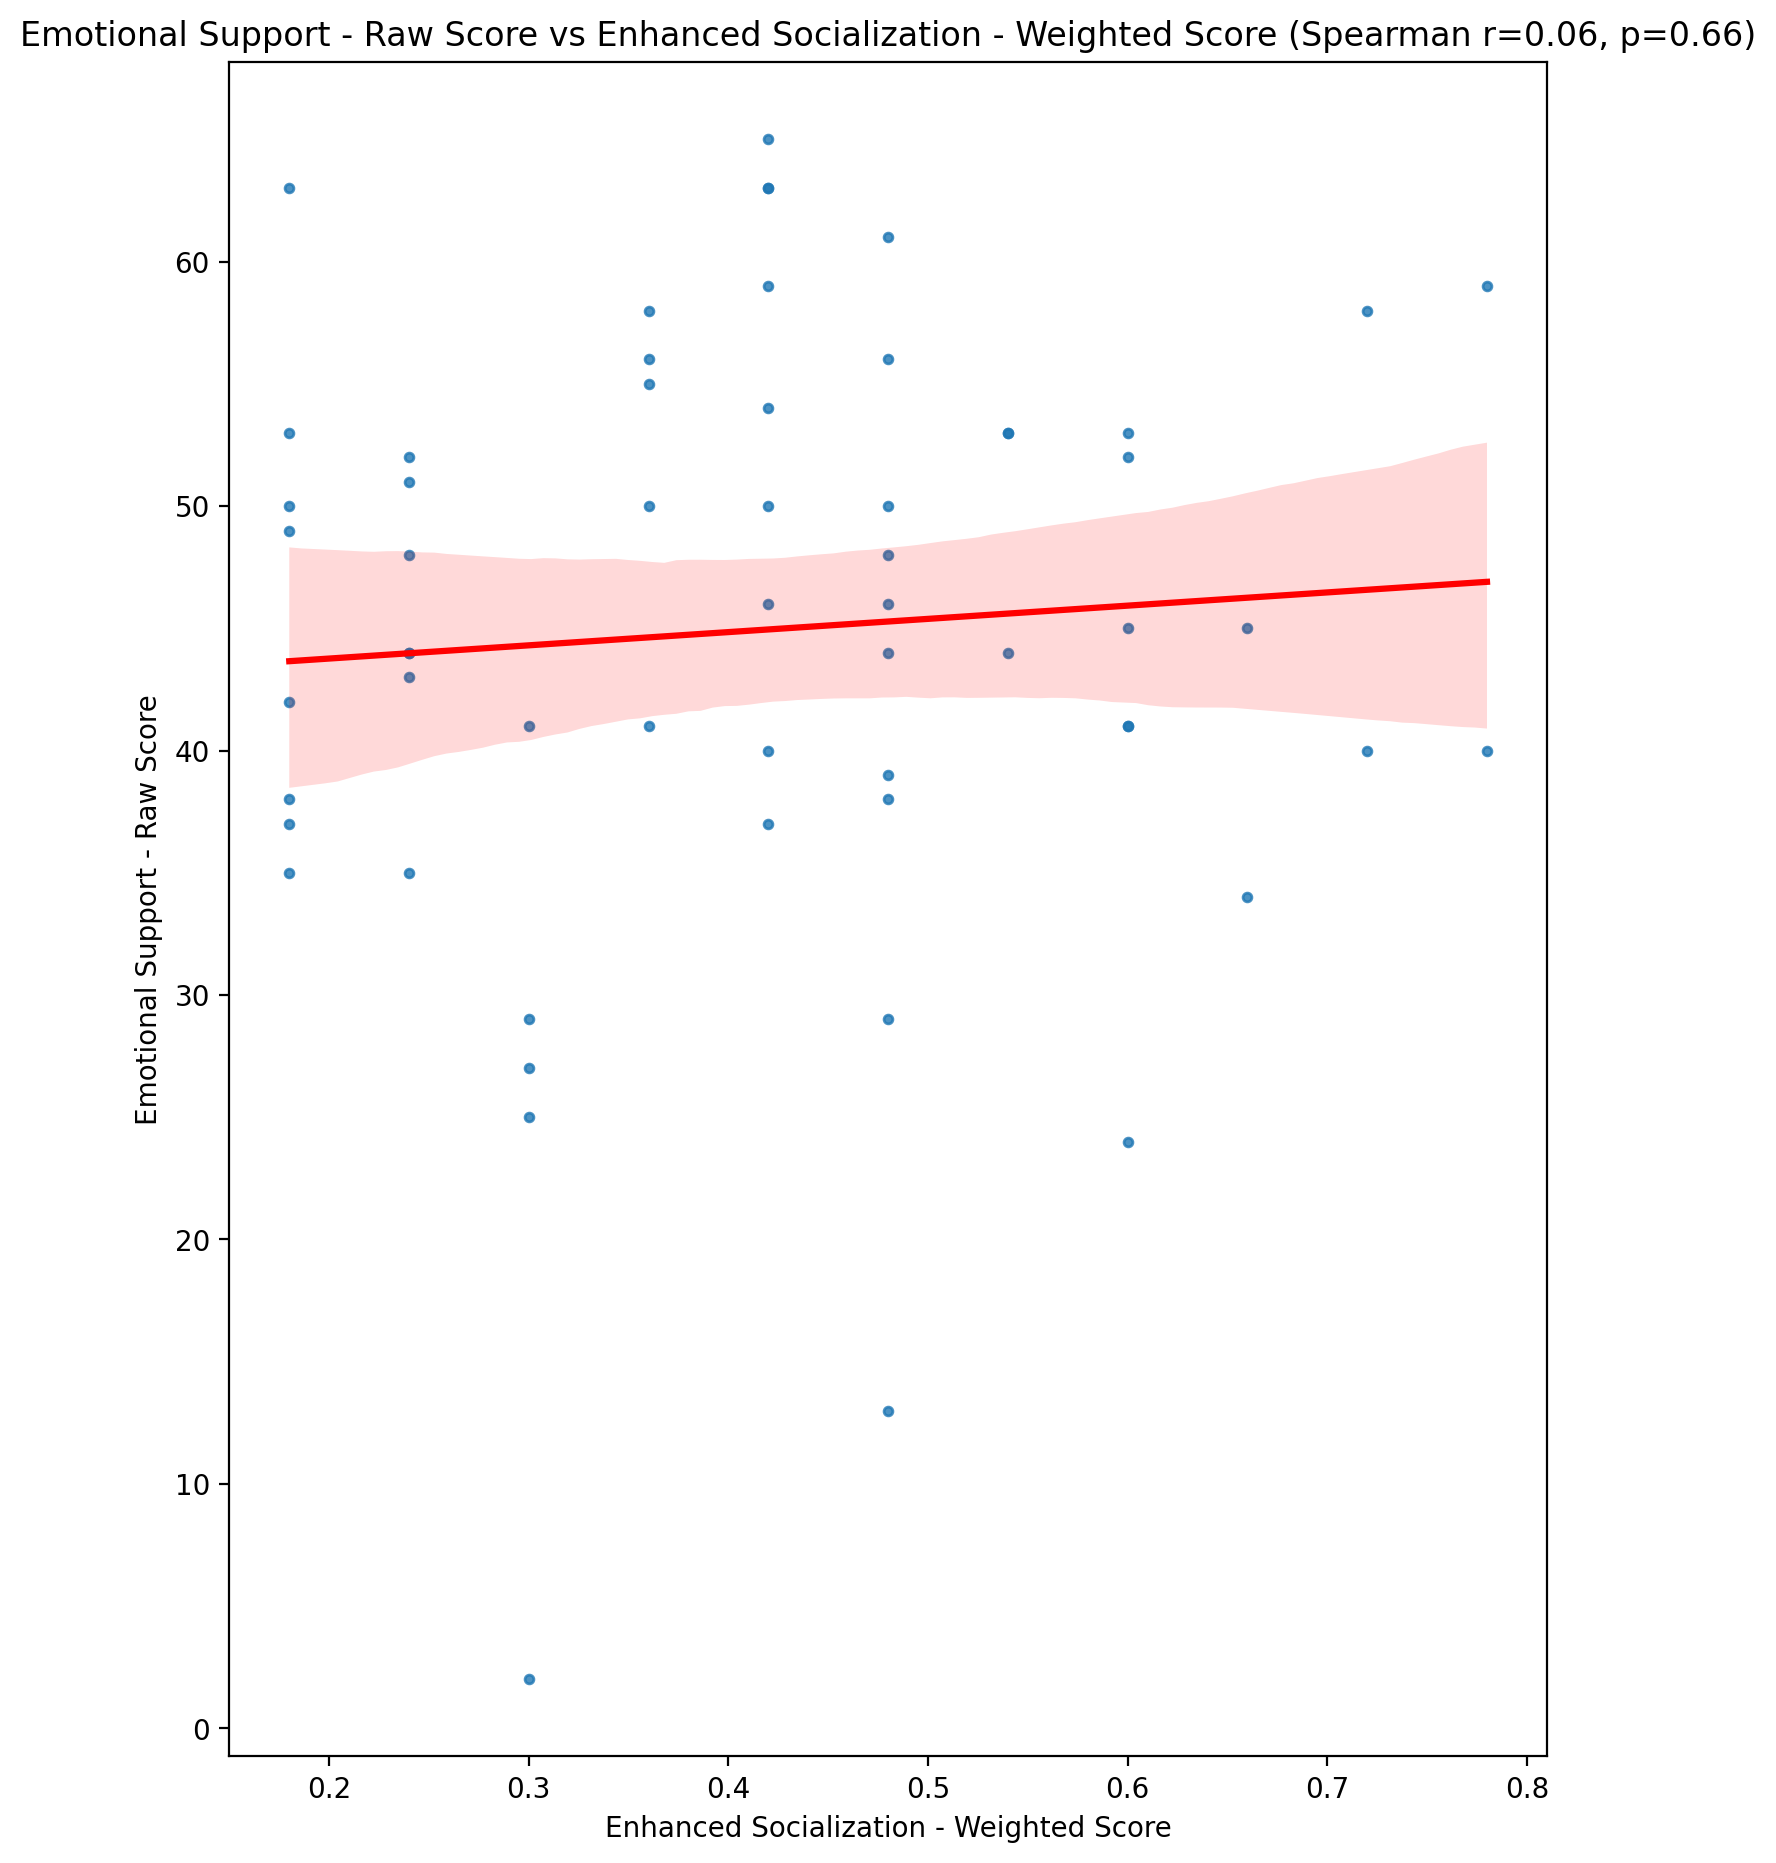 Emotional Support - Raw Score vs Enhanced Socialization - Weighted Score (Spearman r=0.06, p=0.66)
Emotional Support - Raw Score
60
50
40
30
20
10
0
0.2 0.3 0.4 0.5 0.6 0.7 0.8
Enhanced Socialization - Weighted Score